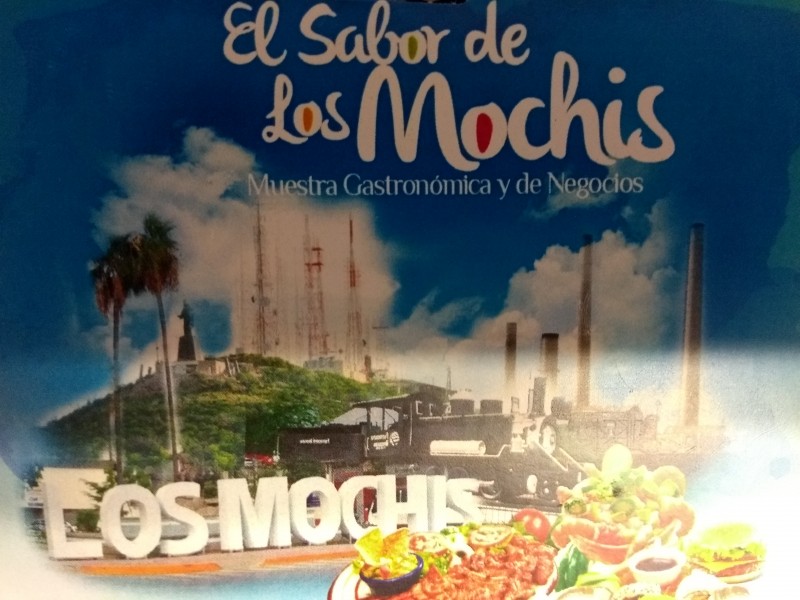 El Sabor de
Los Mochis
Muestra Gastronómica y de Negocios
LOS MOCHIS